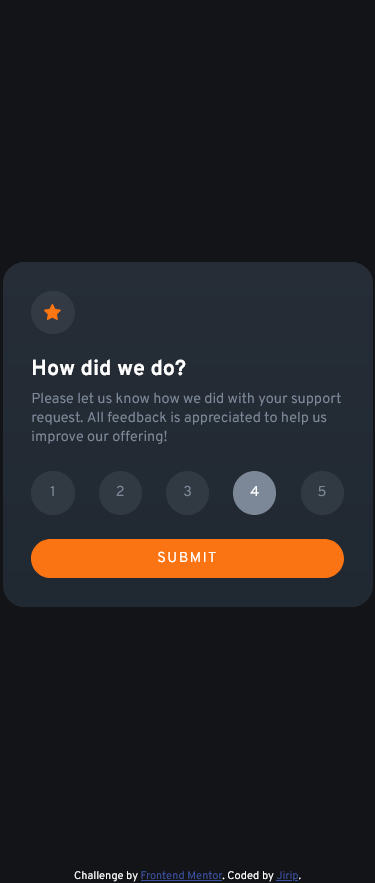 How did we do?
Please let us know how we did with your support
request. All feedback is appreciated to help us
improve our offering!
1 2 3 4 5
SUBMIT
Challenge by Frontend Mentor. Coded by Jirip.